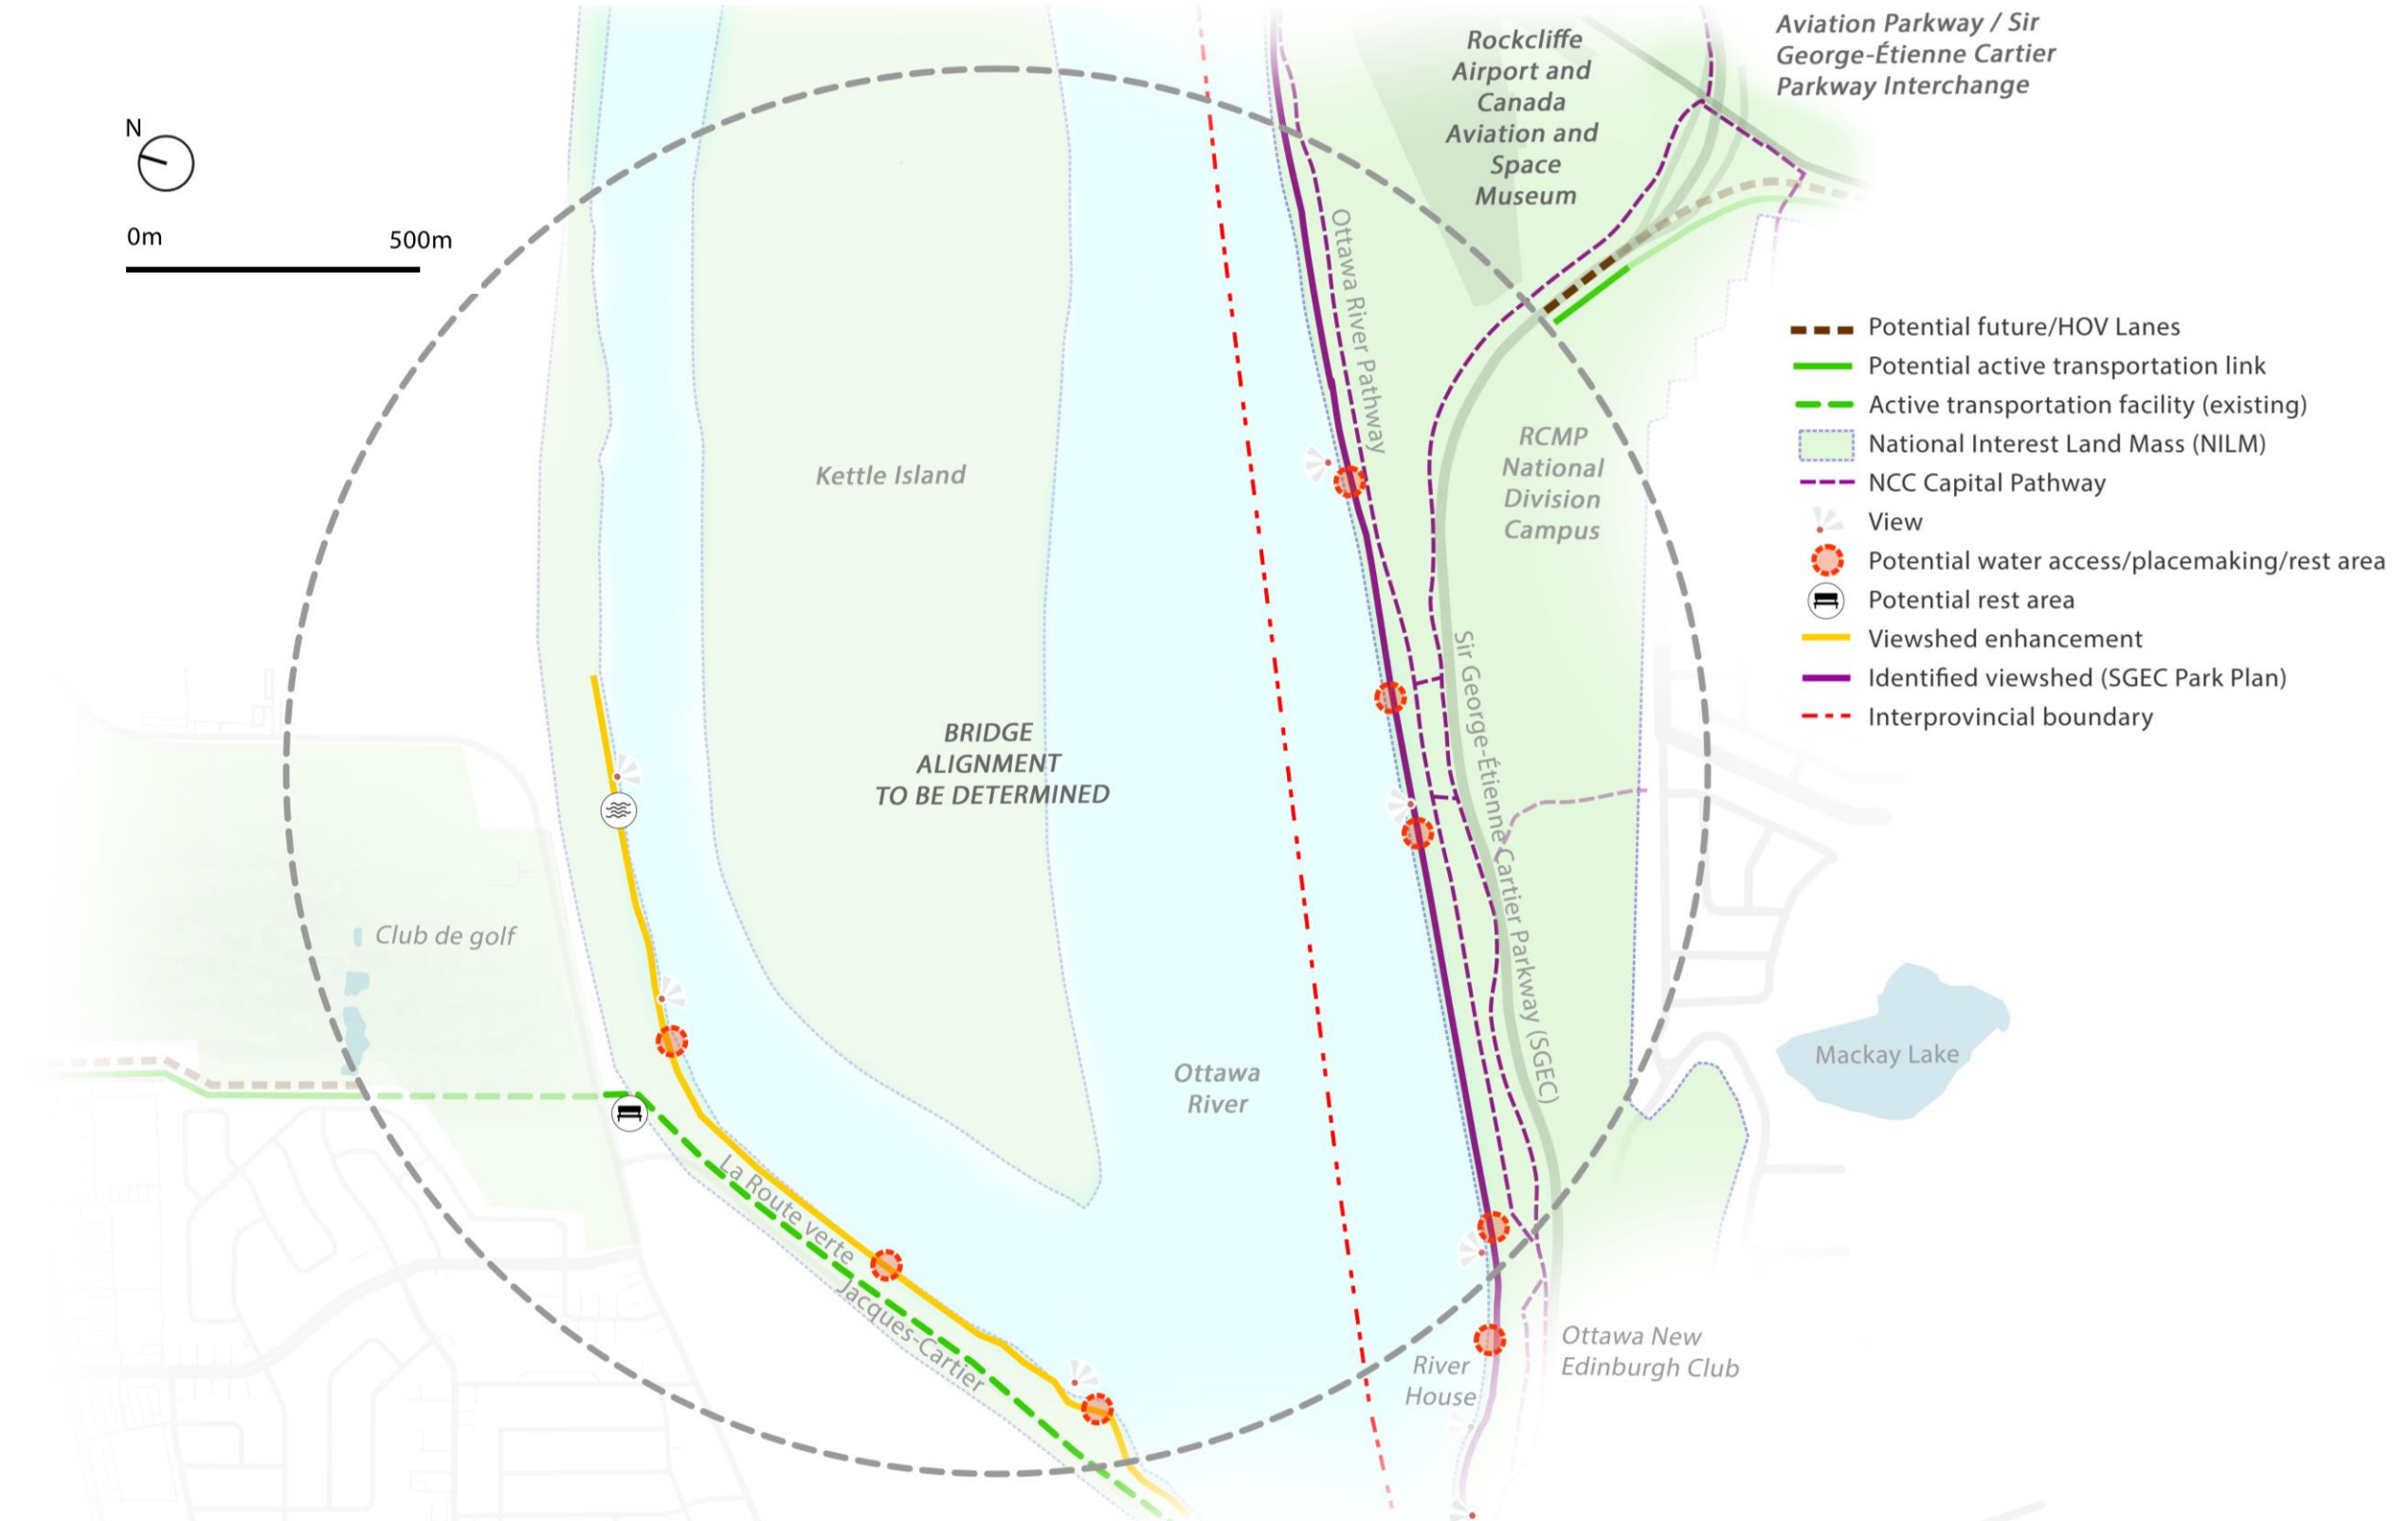 Aviation Parkway / Sir
George-Étienne Cartier
Parkway Interchange
Rockcliffe
Airport and
Canada
Aviation and
Space
Museum
N
0m
500m
Ottawa River Pathway
Potential future/HOV Lanes
Potential active transportation link
Active transportation facility (existing)
National Interest Land Mass (NILM)
NCC Capital Pathway
View
Potential water access/placemaking/rest area
Potential rest area
Viewshed enhancement
Identified viewshed (SGEC Park Plan)
Interprovincial boundary
Kettle Island
RCMP
National
Division
Campus
Sir George-Étienne Cartier Parkway (SGEC)
BRIDGE
ALIGNMENT
TO BE DETERMINED
Club de golf
Mackay Lake
Ottawa
River
La Route verte
Jacques-Cartier
River
House
Ottawa New
Edinburgh Club